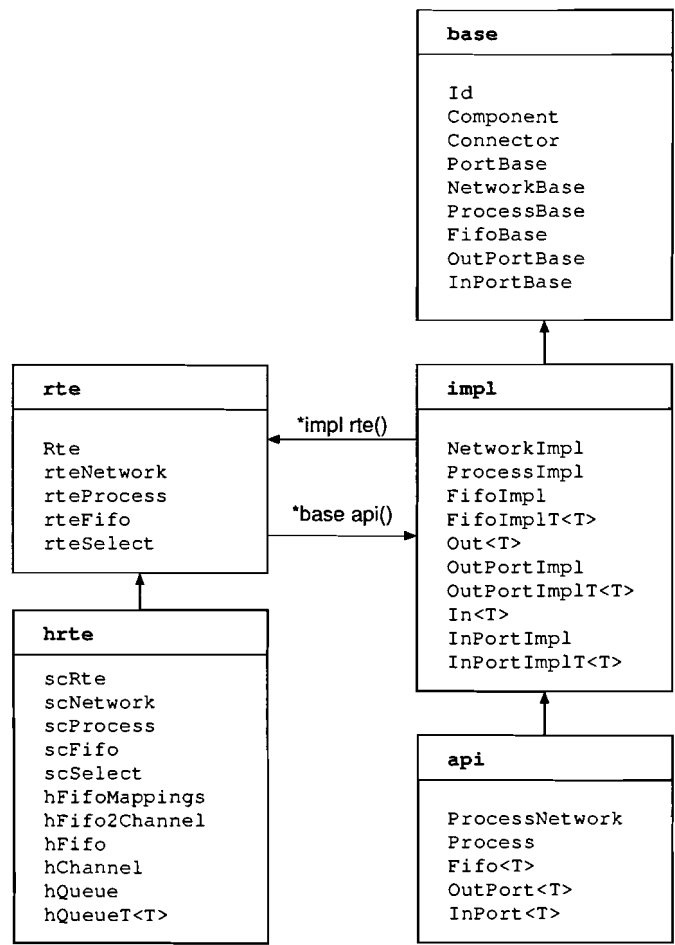 base
Id
Component
Connector
PortBase
NetworkBase
ProcessBase
FifoBase
OutPortBase
InPortBase
rte
Rte
rteNetwork
rteProcess
rteFifo
rteSelect
*impl rte()
*base api()
impl
NetworkImpl
ProcessImpl
FifoImpl
FifoImplT<T>
Out<T>
OutPortImpl
OutPortImplT<T>
In<T>
InPortImpl
InPortImplT<T>
hrte
scRte
scNetwork
scProcess
scFifo
scSelect
hFifoMappings
hFifo2Channel
hFifo
hChannel
hQueue
hQueueT<T>
api
ProcessNetwork
Process
Fifo<T>
OutPort<T>
InPort<T>